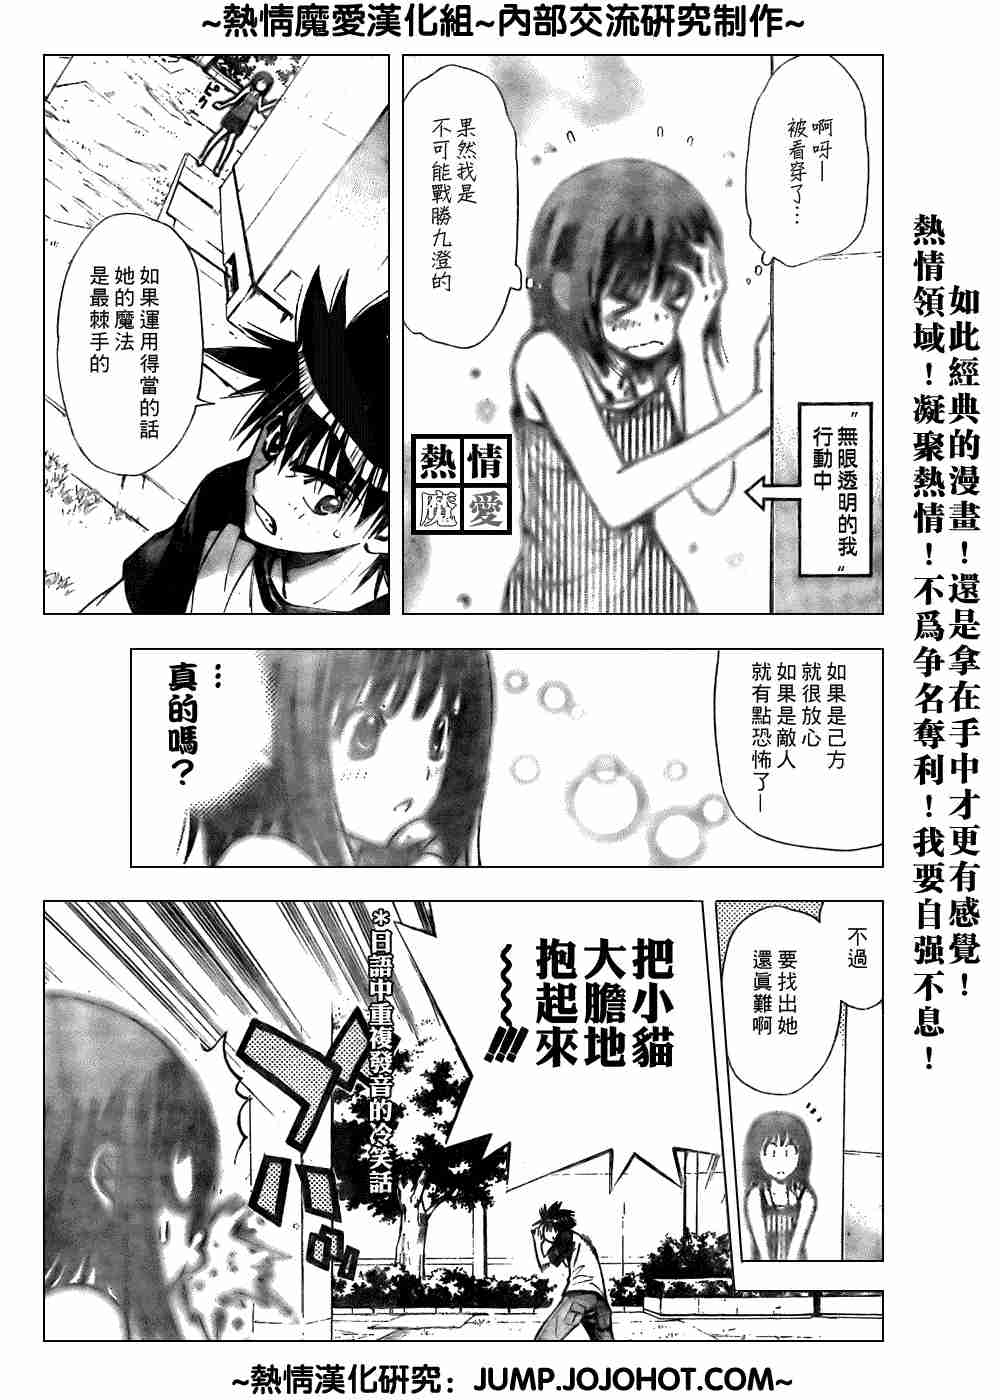 ~熱情魔愛漢化組~內部交流研究制作~
啊呀—
被看穿了…
果然我是
不可能戰勝九澄的
"無眼透明的我"
行動中
熱情
魔愛
ピク
如果運用得當的話
她的魔法
是最棘手的
如果是己方
就很放心
如果是敵人
就有點恐怖了—
…
真的嗎?
不過
要找出她
還真難啊
把小貓
大膽地
抱起來
〜〜!!!
*日語中重複發音的冷笑話
如此經典的漫畫!還是拿在手中才更有感覺!
熱情領域!凝聚熱情!不爲争名奪利!我要自强不息!
~熱情漢化研究：JUMP.JOJOHOT.COM~